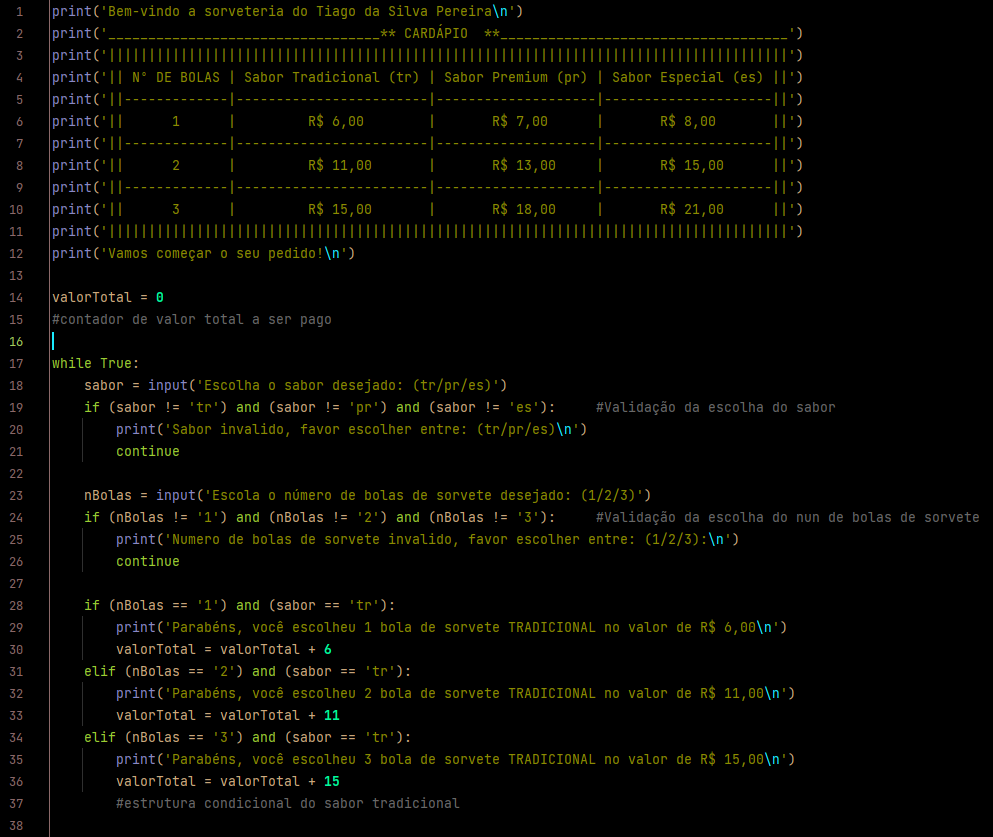 1 print('Bem-vindo a sorveteria do Tiago da Silva Pereira\n')
2 print('__________________________________** CARDÁPIO  **____________________________________')
3 print('|||||||||||||||||||||||||||||||||||||||||||||||||||||||||||||||||||||||||||||||||||||')
4 print('|| N° DE BOLAS | Sabor Tradicional (tr) | Sabor Premium (pr) | Sabor Especial (es) ||')
5 print('||-------------|------------------------|--------------------|---------------------||')
6 print('||      1      |         R$ 6,00        |       R$ 7,00      |       R$ 8,00       ||')
7 print('||-------------|------------------------|--------------------|---------------------||')
8 print('||      2      |         R$ 11,00       |       R$ 13,00     |       R$ 15,00      ||')
9 print('||-------------|------------------------|--------------------|---------------------||')
10 print('||      3      |         R$ 15,00       |       R$ 18,00     |       R$ 21,00      ||')
11 print('|||||||||||||||||||||||||||||||||||||||||||||||||||||||||||||||||||||||||||||||||||||')
12 print('Vamos começar o seu pedido!\n')
13
14 valorTotal = 0
15 #contador de valor total a ser pago
16
17 while True:
18     sabor = input('Escolha o sabor desejado: (tr/pr/es)')
19     if (sabor != 'tr') and (sabor != 'pr') and (sabor != 'es'):     #Validação da escolha do sabor
20         print('Sabor invalido, favor escolher entre: (tr/pr/es)\n')
21         continue
22
23     nBolas = input('Escola o número de bolas de sorvete desejado: (1/2/3)')
24     if (nBolas != '1') and (nBolas != '2') and (nBolas != '3'):     #Validação da escolha do nun de bolas de sorvete
25         print('Numero de bolas de sorvete invalido, favor escolher entre: (1/2/3):\n')
26         continue
27
28     if (nBolas == '1') and (sabor == 'tr'):
29         print('Parabéns, você escolheu 1 bola de sorvete TRADICIONAL no valor de R$ 6,00\n')
30         valorTotal = valorTotal + 6
31     elif (nBolas == '2') and (sabor == 'tr'):
32         print('Parabéns, você escolheu 2 bola de sorvete TRADICIONAL no valor de R$ 11,00\n')
33         valorTotal = valorTotal + 11
34     elif (nBolas == '3') and (sabor == 'tr'):
35         print('Parabéns, você escolheu 3 bola de sorvete TRADICIONAL no valor de R$ 15,00\n')
36         valorTotal = valorTotal + 15
37         #estrutura condicional do sabor tradicional
38